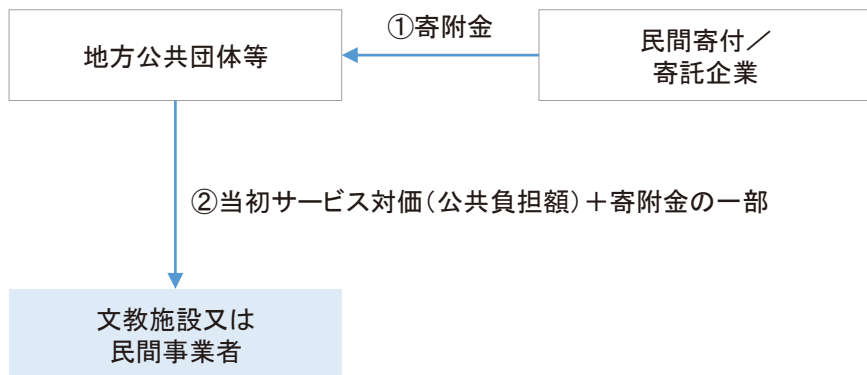 ①寄附金
地方公共団体等
民間寄付／
寄託企業
②当初サービス対価（公共負担額）＋寄附金の一部
文教施設又は
民間事業者